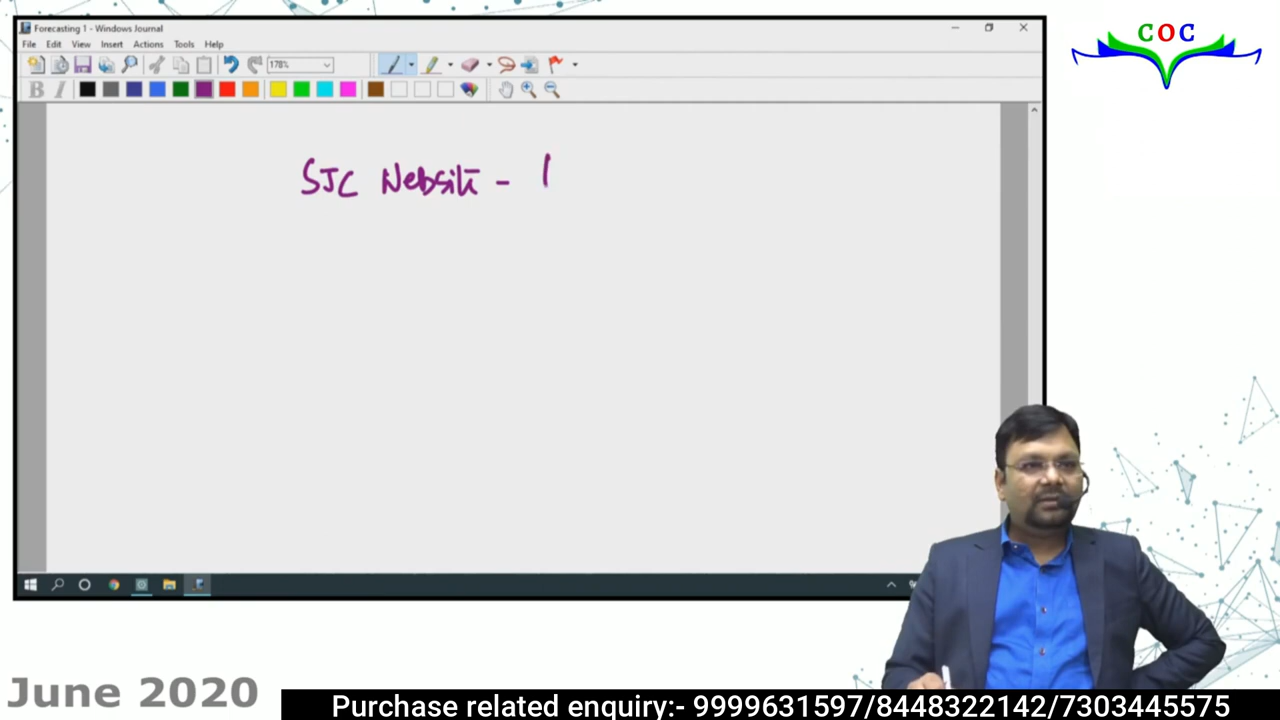 Forecasting 1 - Windows Journal
File Edit View Insert Actions Tools Help
178%
B I
SJC Website - 1
COC
June 2020
Purchase related enquiry:- 9999631597/8448322142/7303445575